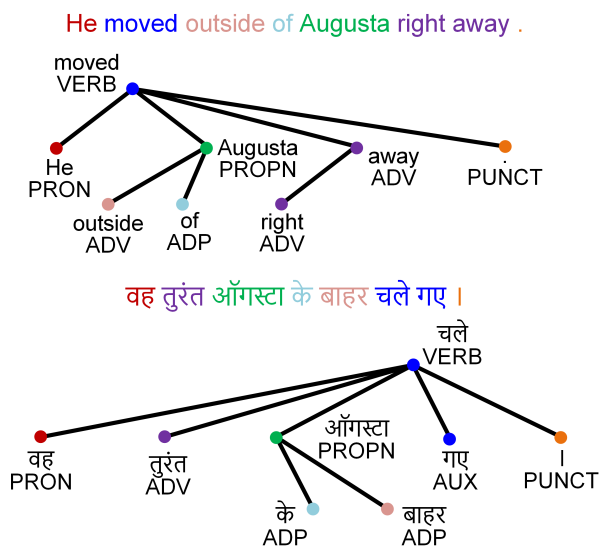 He moved outside of Augusta right away .
moved
VERB
He
PRON
Augusta
PROPN
away
ADV
.
PUNCT
outside
ADV
of
ADP
right
ADV
वह तुरंत ऑगस्टा के बाहर चले गए ।
चले
VERB
वह
PRON
तुरंत
ADV
ऑगस्टा
PROPN
गए
AUX
।
PUNCT
के
ADP
बाहर
ADP